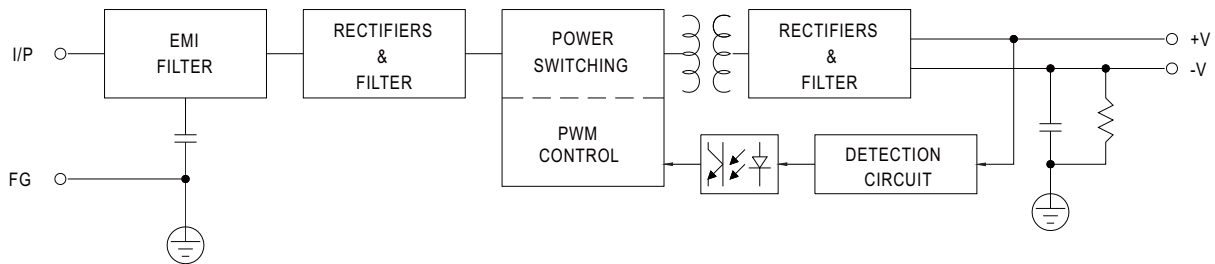 I/P
EMI
FILTER
RECTIFIERS
&
FILTER
POWER
SWITCHING
PWM
CONTROL
RECTIFIERS
&
FILTER
+V
-V
DETECTION
CIRCUIT
FG